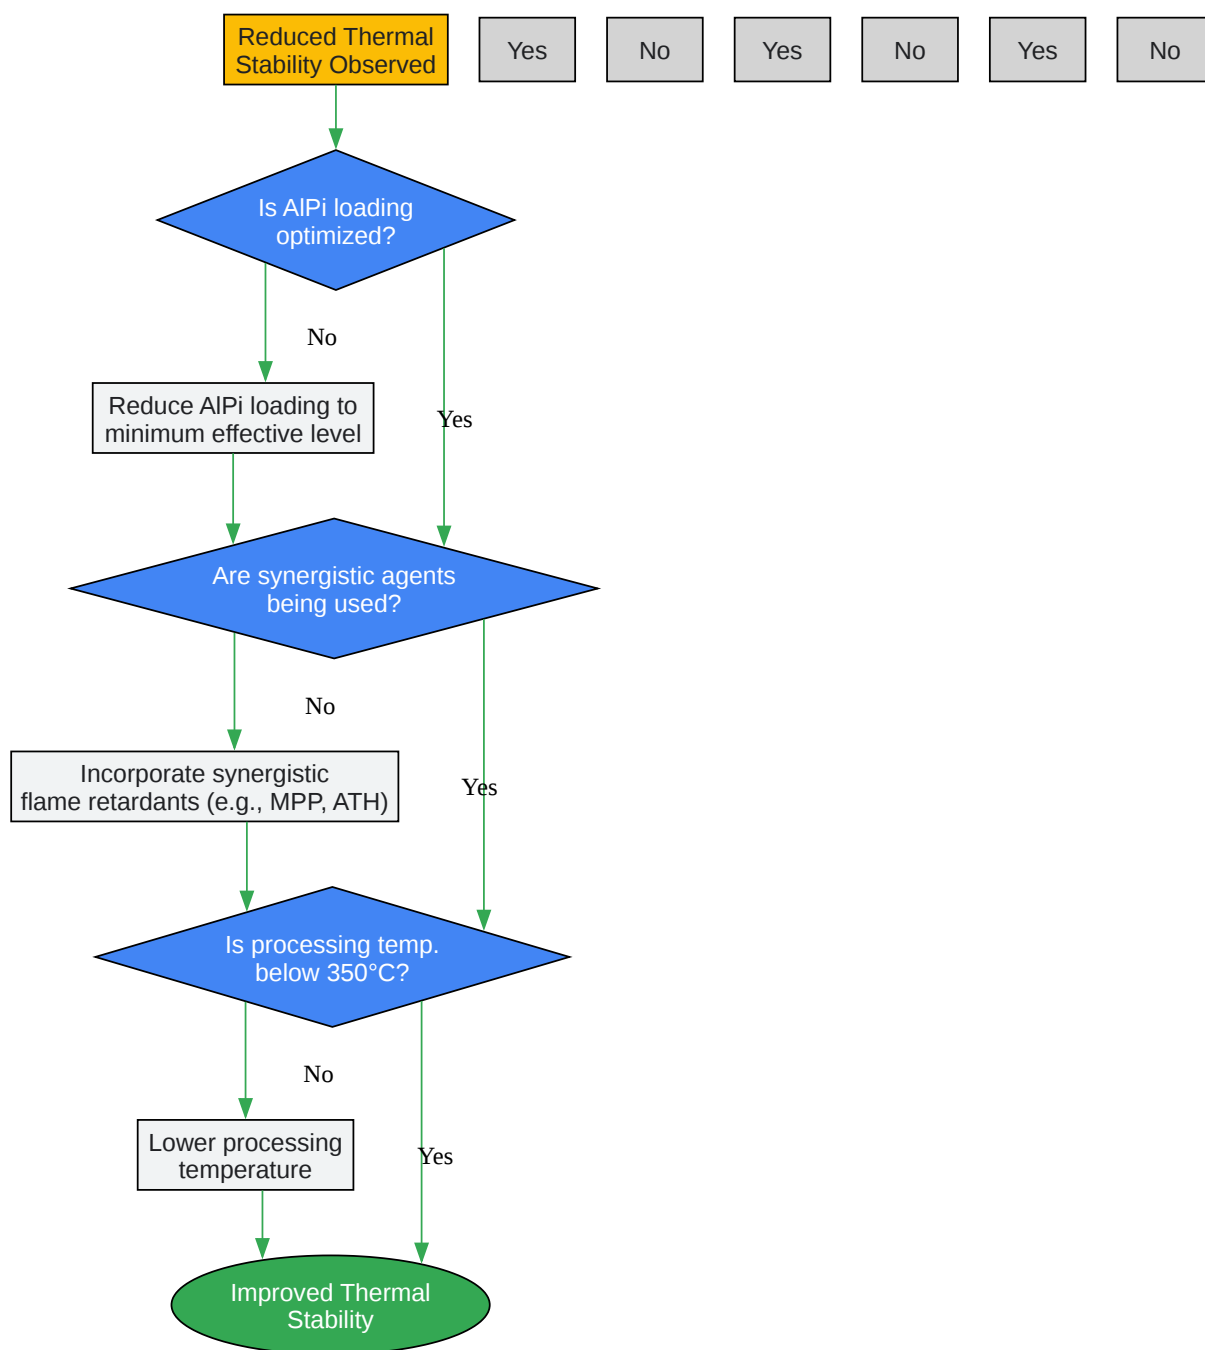 Reduced Thermal
Stability Observed
Yes
No
Yes
No
Yes
No
Is AlPi loading
optimized?
No
Reduce AlPi loading to
minimum effective level
Yes
Are synergistic agents
being used?
No
Incorporate synergistic
flame retardants (e.g., MPP, ATH)
Yes
Is processing temp.
below 350°C?
No
Lower processing
temperature
Yes
Improved Thermal
Stability